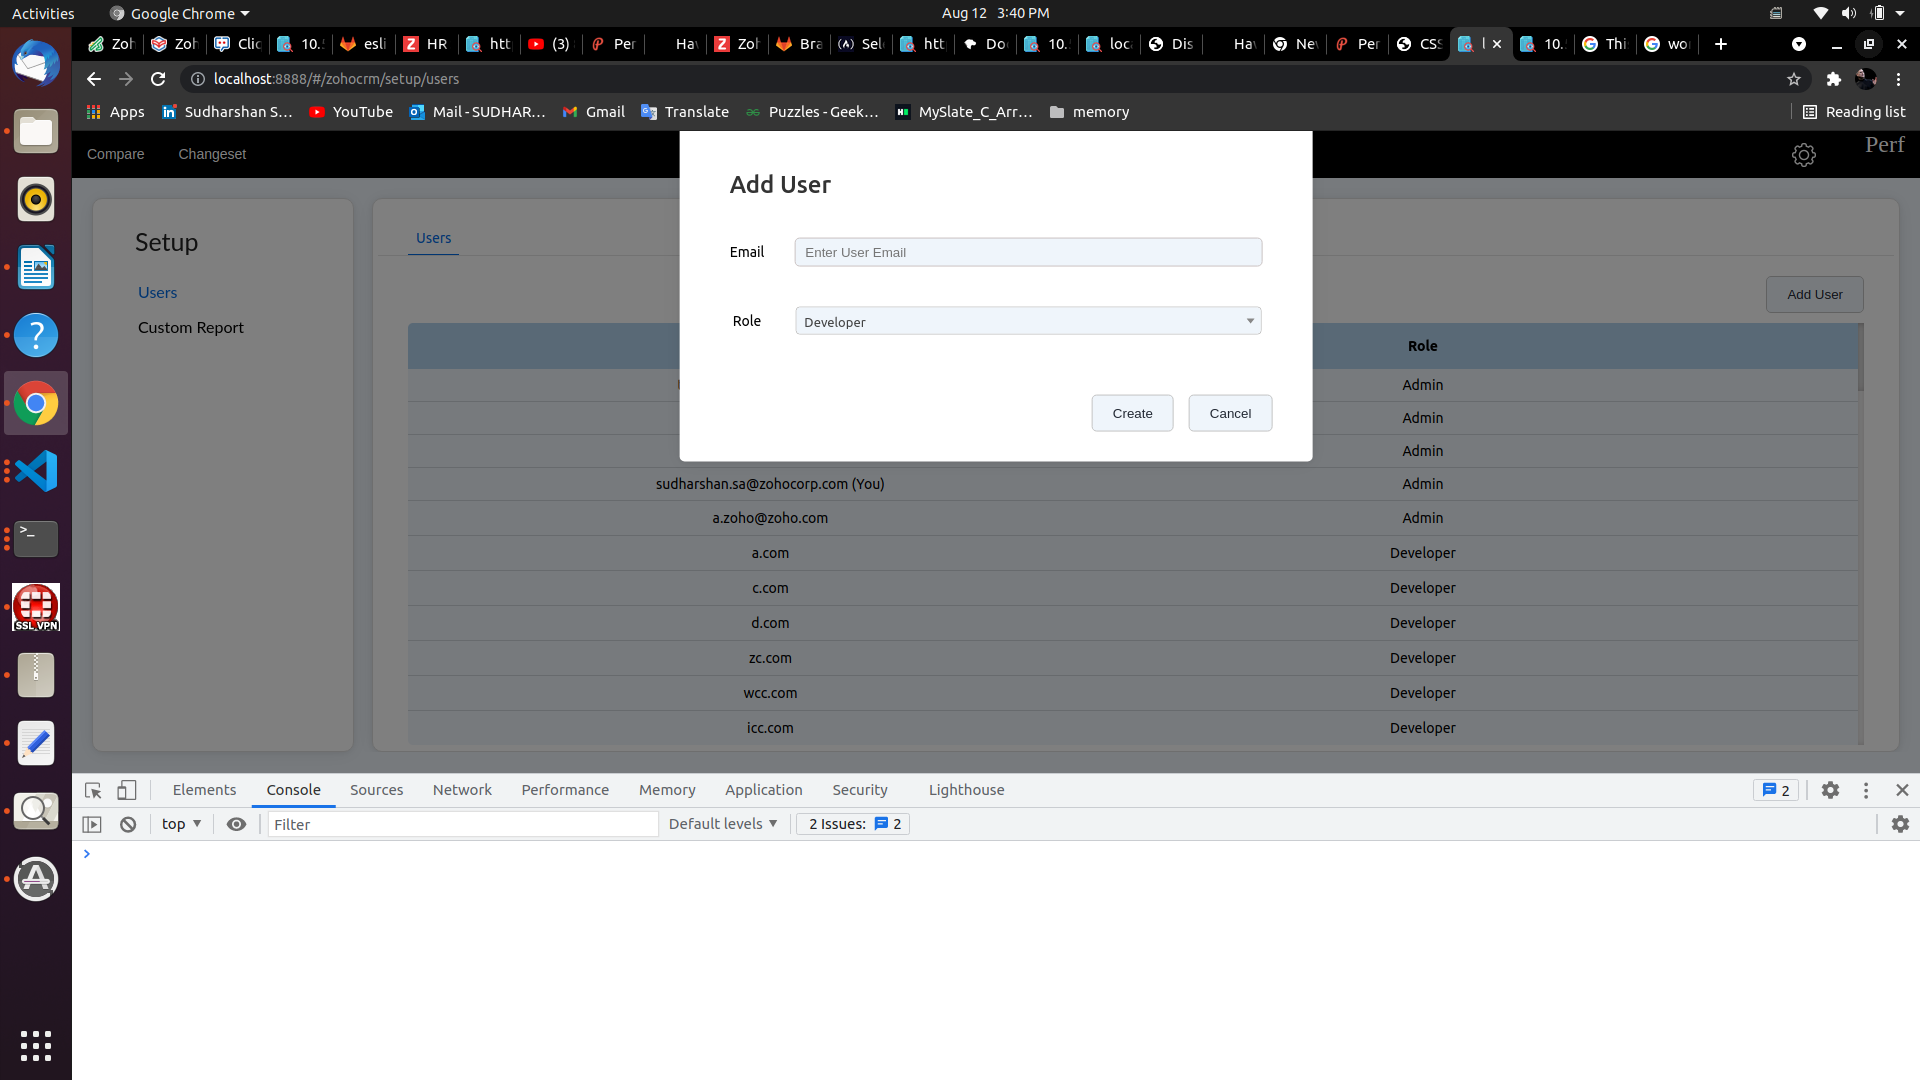 Activities
Google Chrome
Aug 12 3:40 PM
Zoh
Zoh
Clic
10.
esli
HR
htt
(3)
Per
Hav
Zoh
Bra
Sel
htt
Do
10.
loc
Dis
Hav
Nev
Per
CSS
l
10.
Thi
wo
localhost:8888/#/zohocrm/setup/users
Apps
Sudharshan S...
YouTube
Mail - SUDHAR...
Gmail
Translate
Puzzles - Geek...
MySlate_C_Arr...
memory
Reading list
Compare
Changeset
Perf
Setup
Users
Custom Report
Users
Add User
Add User
Email
Enter User Email
Role
Developer
Create
Cancel
Role
Admin
Admin
Admin
sudharshan.sa@zohocorp.com (You) Admin
a.zoho@zoho.com Admin
a.com Developer
c.com Developer
d.com Developer
zc.com Developer
wcc.com Developer
icc.com Developer
Elements
Console
Sources
Network
Performance
Memory
Application
Security
Lighthouse
2
top
Filter
Default levels
2 Issues: 2
SSL VPN